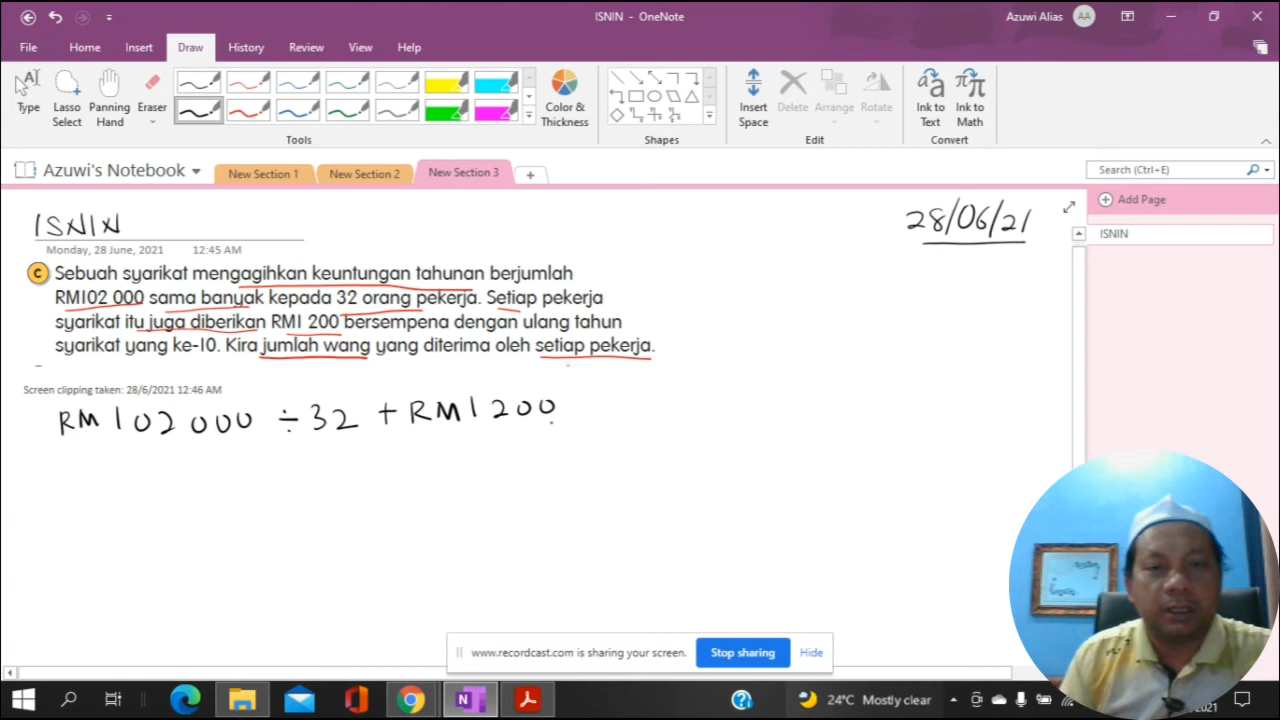 ISNIN - OneNote
Azuwi Alias AA
File Home Insert Draw History Review View Help
Type Lasso Select Panning Hand Eraser Color & Thickness Insert Space Delete Arrange Rotate Ink to Text Ink to Math
Tools Shapes Edit Convert
Azuwi's Notebook New Section 1 New Section 2 New Section 3 + Search (Ctrl+E)
Add Page
ISNIN
ISNIN
28/06/21
Monday, 28 June, 2021 12:45 AM
C Sebuah syarikat mengagihkan keuntungan tahunan berjumlah
RM102 000 sama banyak kepada 32 orang pekerja. Setiap pekerja
syarikat itu juga diberikan RM1 200 bersempena dengan ulang tahun
syarikat yang ke-10. Kira jumlah wang yang diterima oleh setiap pekerja.
Screen clipping taken: 28/6/2021 12:46 AM
RM102 000 ÷ 32 + RM1200
www.recordcast.com is sharing your screen. Stop sharing Hide
24°C Mostly clear
2021